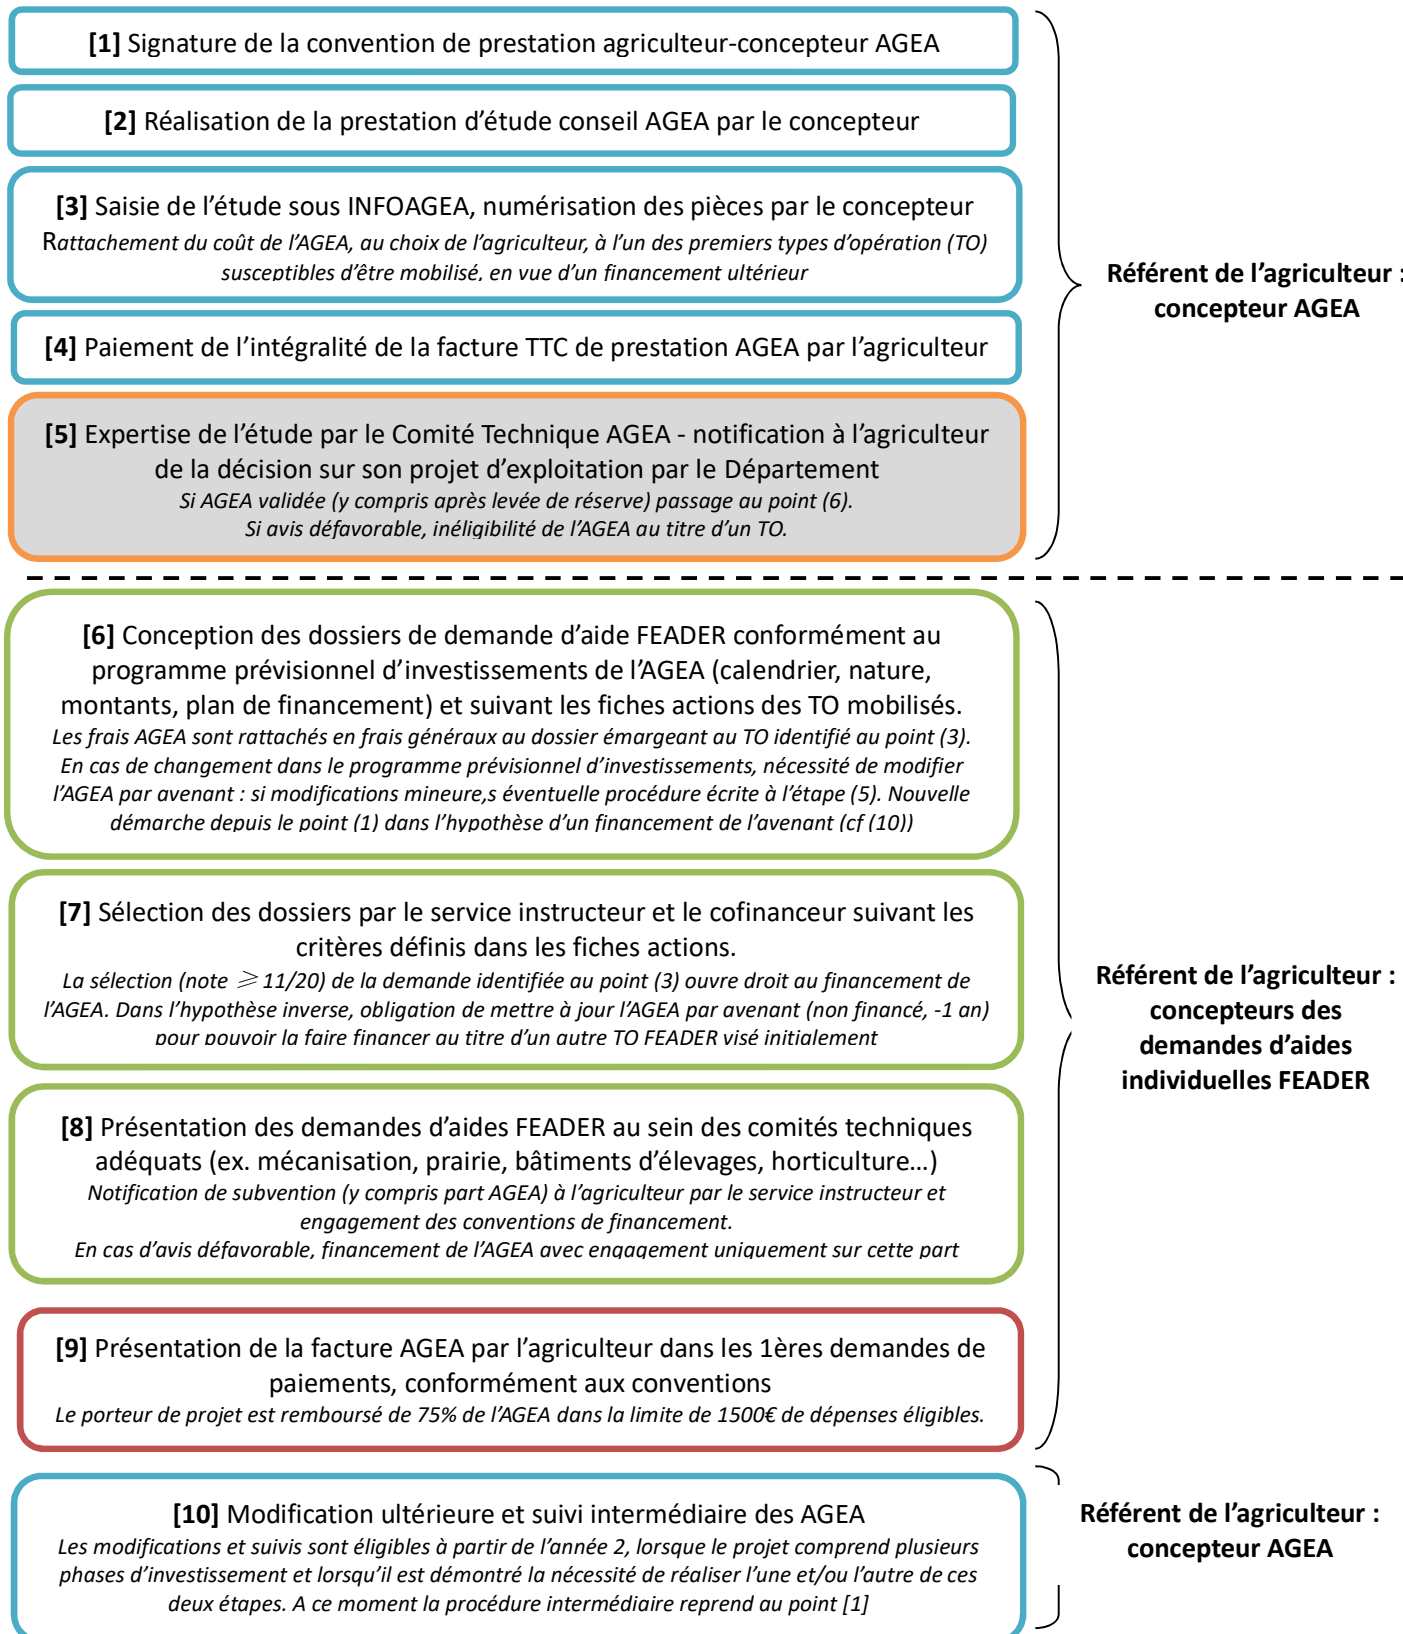 [1] Signature de la convention de prestation agriculteur-concepteur AGEA
[2] Réalisation de la prestation d’étude conseil AGEA par le concepteur
[3] Saisie de l’étude sous INFOAGEA, numérisation des pièces par le concepteur
Rattachement du coût de l’AGEA, au choix de l’agriculteur, à l’un des premiers types d’opération (TO)
susceptibles d’être mobilisé, en vue d’un financement ultérieur
[4] Paiement de l’intégralité de la facture TTC de prestation AGEA par l’agriculteur
[5] Expertise de l’étude par le Comité Technique AGEA - notification à l’agriculteur
de la décision sur son projet d’exploitation par le Département
Si AGEA validée (y compris après levée de réserve) passage au point (6).
Si avis défavorable, inéligibilité de l’AGEA au titre d’un TO.
Référent de l’agriculteur :
concepteur AGEA
[6] Conception des dossiers de demande d’aide FEADER conformément au
programme prévisionnel d’investissements de l’AGEA (calendrier, nature,
montants, plan de financement) et suivant les fiches actions des TO mobilisés.
Les frais AGEA sont rattachés en frais généraux au dossier émargeant au TO identifié au point (3).
En cas de changement dans le programme prévisionnel d’investissements, nécessité de modifier
l’AGEA par avenant : si modifications mineure,s éventuelle procédure écrite à l’étape (5). Nouvelle
démarche depuis le point (1) dans l’hypothèse d’un financement de l’avenant (cf (10))
[7] Sélection des dossiers par le service instructeur et le cofinanceur suivant les
critères définis dans les fiches actions.
La sélection (note ⩾11/20) de la demande identifiée au point (3) ouvre droit au financement de
l’AGEA. Dans l’hypothèse inverse, obligation de mettre à jour l’AGEA par avenant (non financé, -1 an)
pour pouvoir la faire financer au titre d’un autre TO FEADER visé initialement
[8] Présentation des demandes d’aides FEADER au sein des comités techniques
adéquats (ex. mécanisation, prairie, bâtiments d’élevages, horticulture…)
Notification de subvention (y compris part AGEA) à l’agriculteur par le service instructeur et
engagement des conventions de financement.
En cas d’avis défavorable, financement de l’AGEA avec engagement uniquement sur cette part
[9] Présentation de la facture AGEA par l’agriculteur dans les 1ères demandes de
paiements, conformément aux conventions
Le porteur de projet est remboursé de 75% de l’AGEA dans la limite de 1500€ de dépenses éligibles.
Référent de l’agriculteur :
concepteurs des
demandes d’aides
individuelles FEADER
[10] Modification ultérieure et suivi intermédiaire des AGEA
Les modifications et suivis sont éligibles à partir de l’année 2, lorsque le projet comprend plusieurs
phases d’investissement et lorsqu’il est démontré la nécessité de réaliser l’une et/ou l’autre de ces
deux étapes. A ce moment la procédure intermédiaire reprend au point [1]
Référent de l’agriculteur :
concepteur AGEA